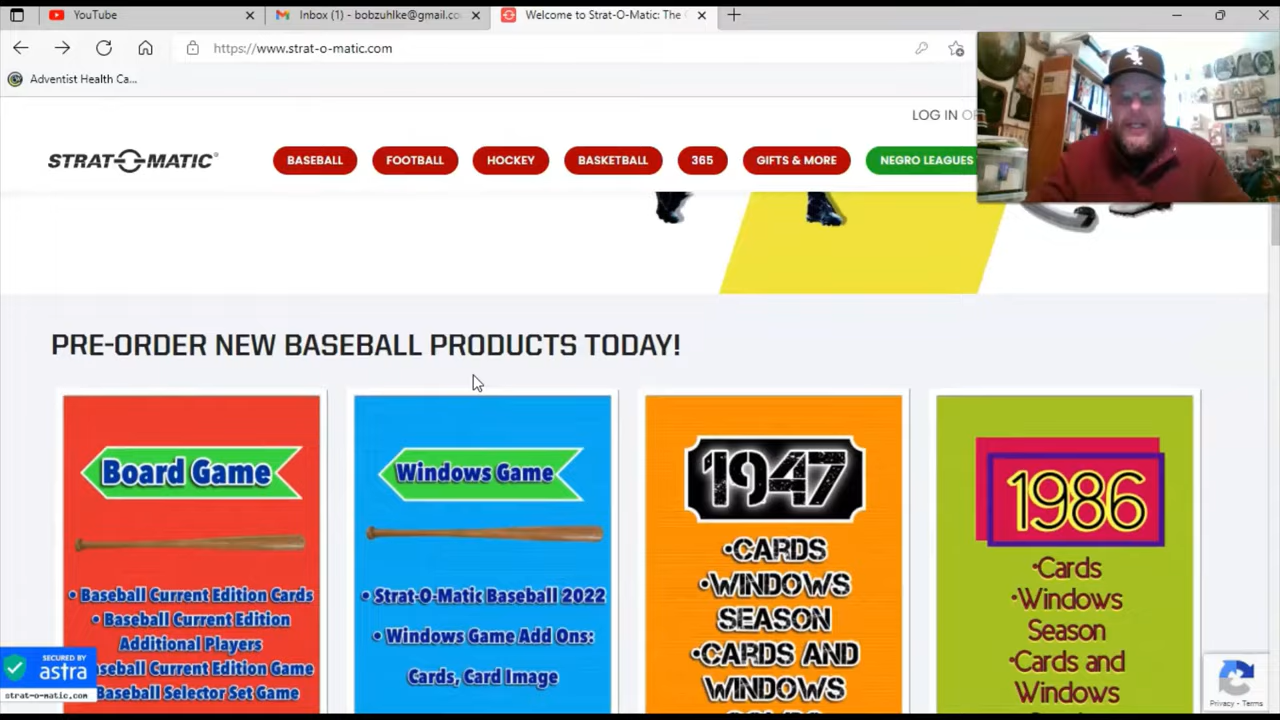 YouTube
Inbox (1) - bobzuhlke@gmail.co
Welcome to Strat-O-Matic: The
https://www.strat-o-matic.com
Adventist Health Ca...
LOG IN
STRAT-O-MATIC
BASEBALL
FOOTBALL
HOCKEY
BASKETBALL
365
GIFTS & MORE
NEGRO LEAGUES
PRE-ORDER NEW BASEBALL PRODUCTS TODAY!
Board Game
• Baseball Current Edition Cards
• Baseball Current Edition
Additional Players
Baseball Current Edition Game
Baseball Selector Set Game
Windows Game
• Strat-O-Matic Baseball 2022
• Windows Game Add Ons:
Cards, Card Image
1947
•CARDS
•WINDOWS
SEASON
•CARDS AND
WINDOWS
1986
•Cards
•Windows
Season
•Cards and
Windows
SECURED BY
astra
strat-o-matic.com
Privacy - Terms